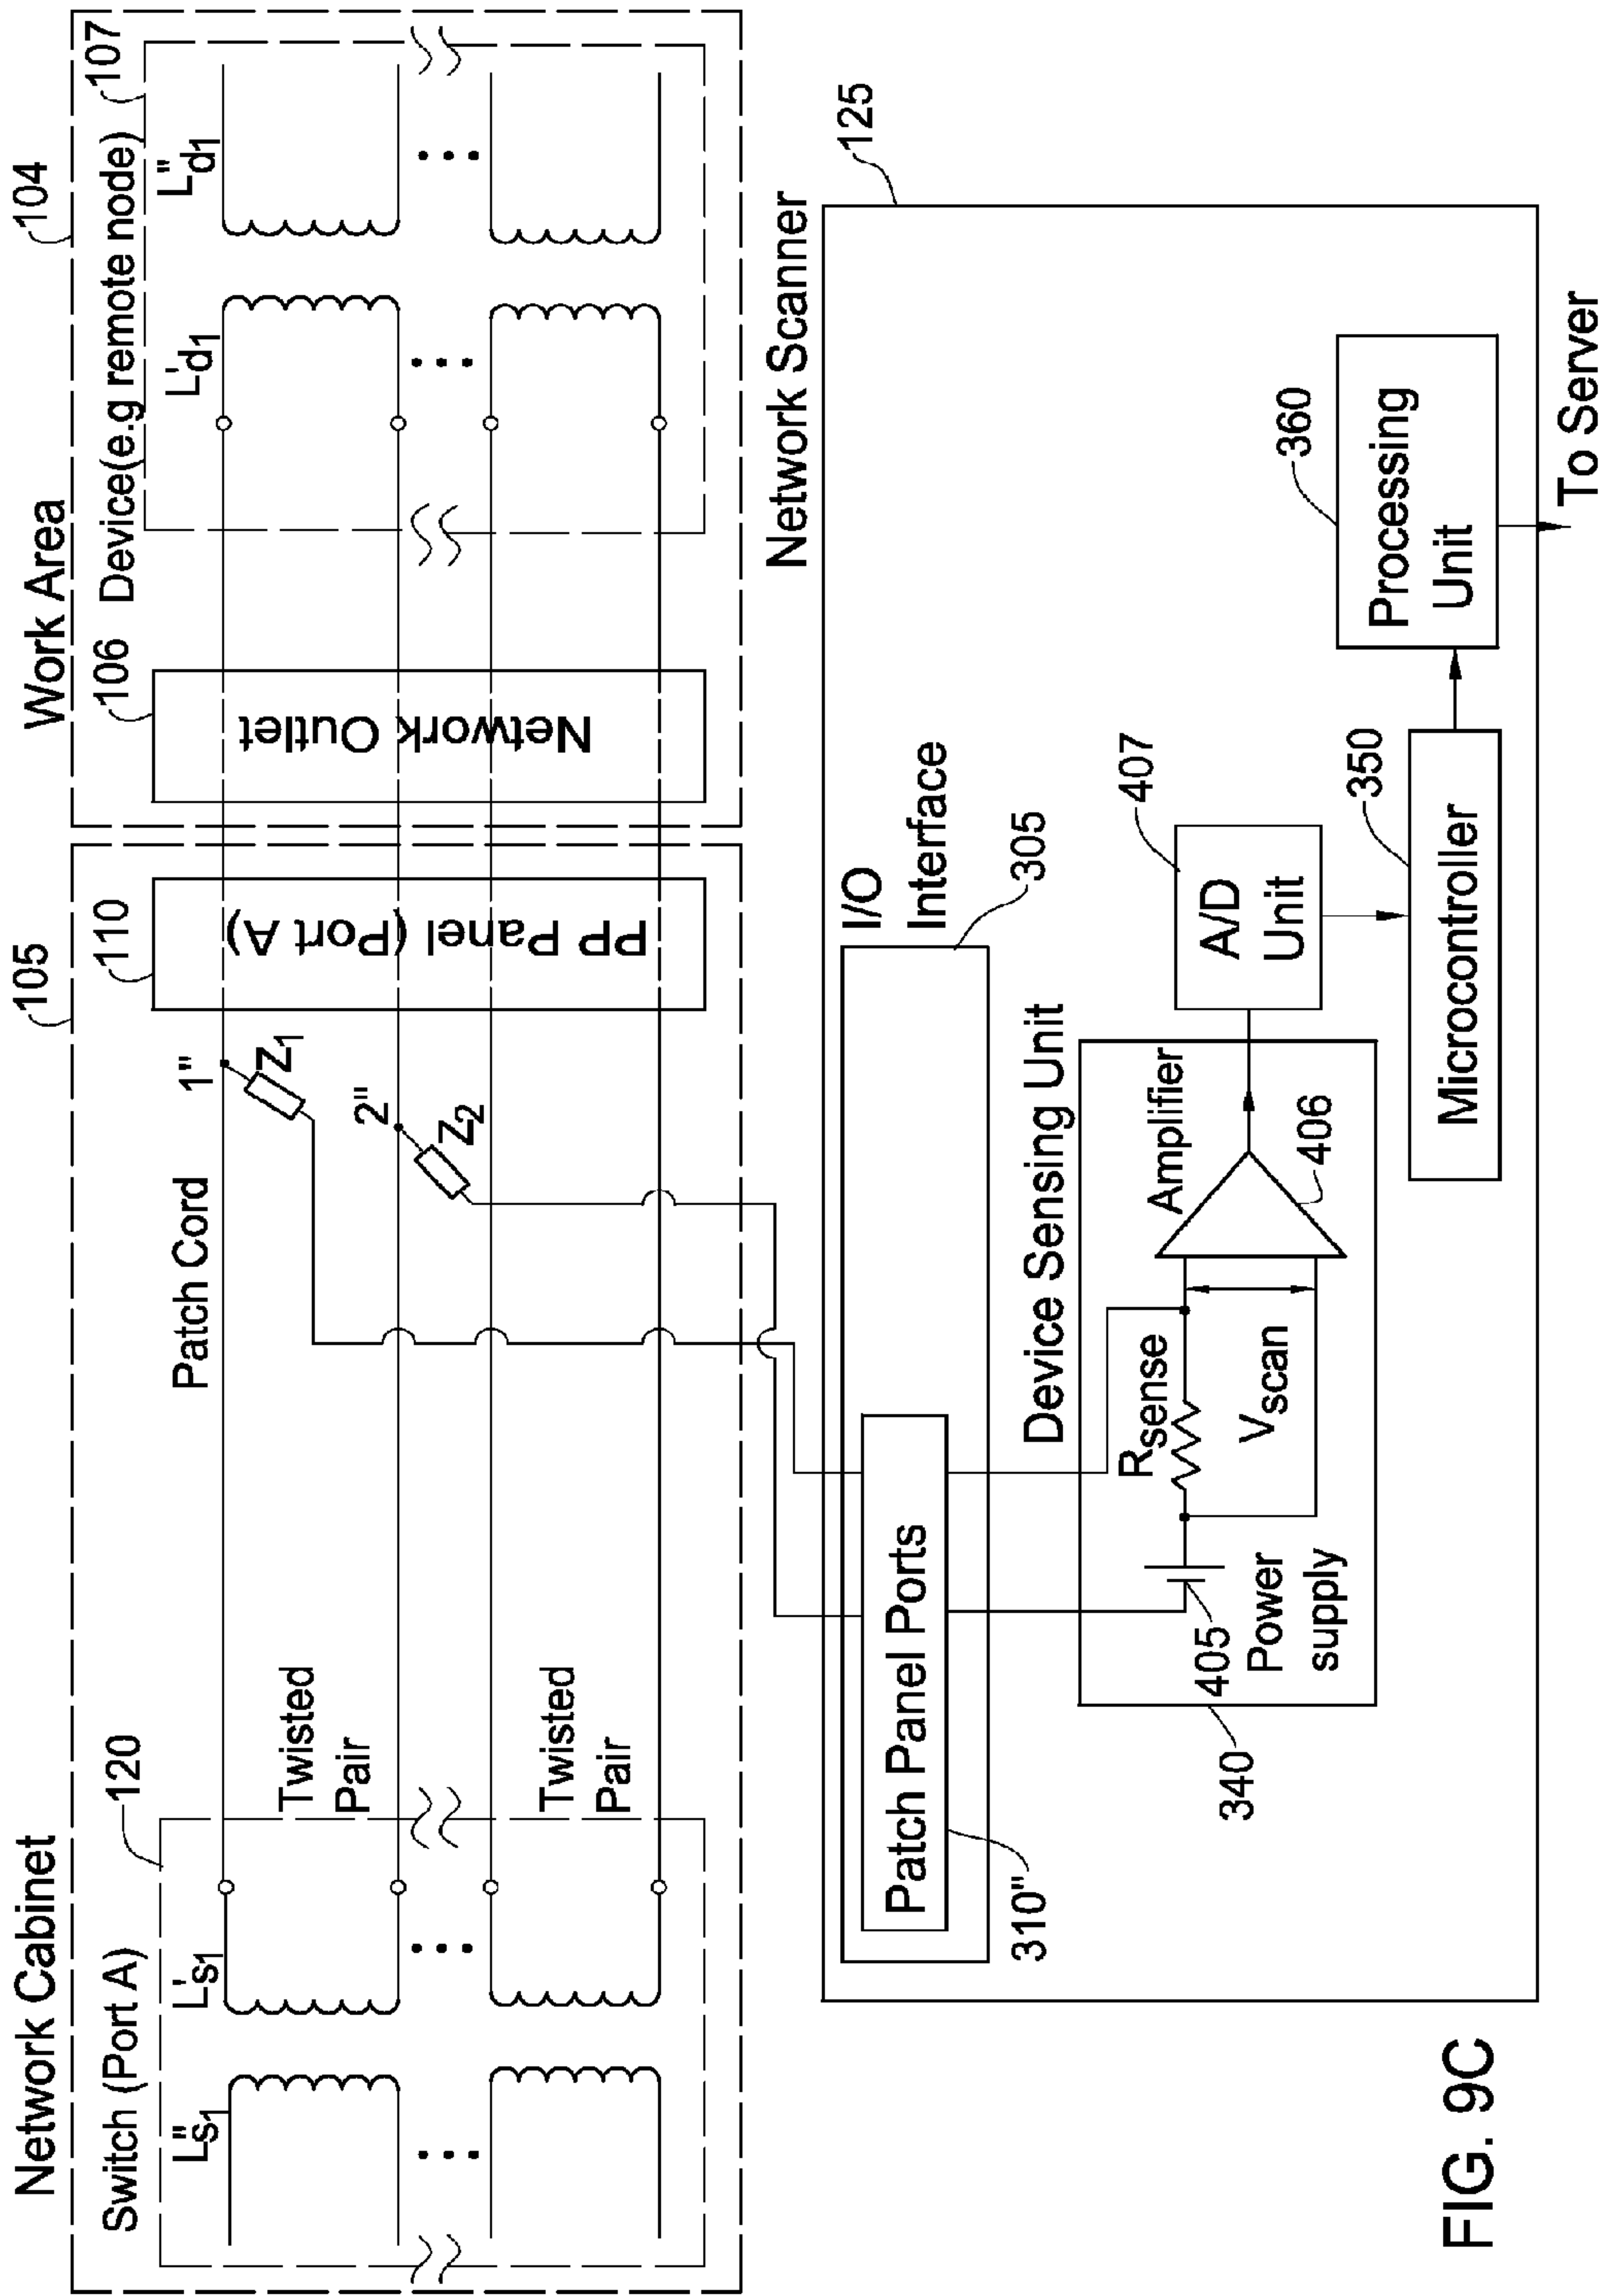 Network Cabinet
105
Work Area
104
Switch (Port A)
120
110
106
Device(e.g remote node)
107
L"s1
L's1
Patch Cord
1"
Z1
L'd1
L"d1
Twisted
Pair
2"
Z2
PP Panel (Port A)
Network Outlet
Twisted
Pair
Network Scanner
125
I/O
Interface
305
Patch Panel Ports
310"
Device Sensing Unit
Rsense
Amplifier
407
A/D
Unit
405
Vscan
406
Power
supply
340
360
Processing
Unit
350
Microcontroller
To Server
FIG. 9C